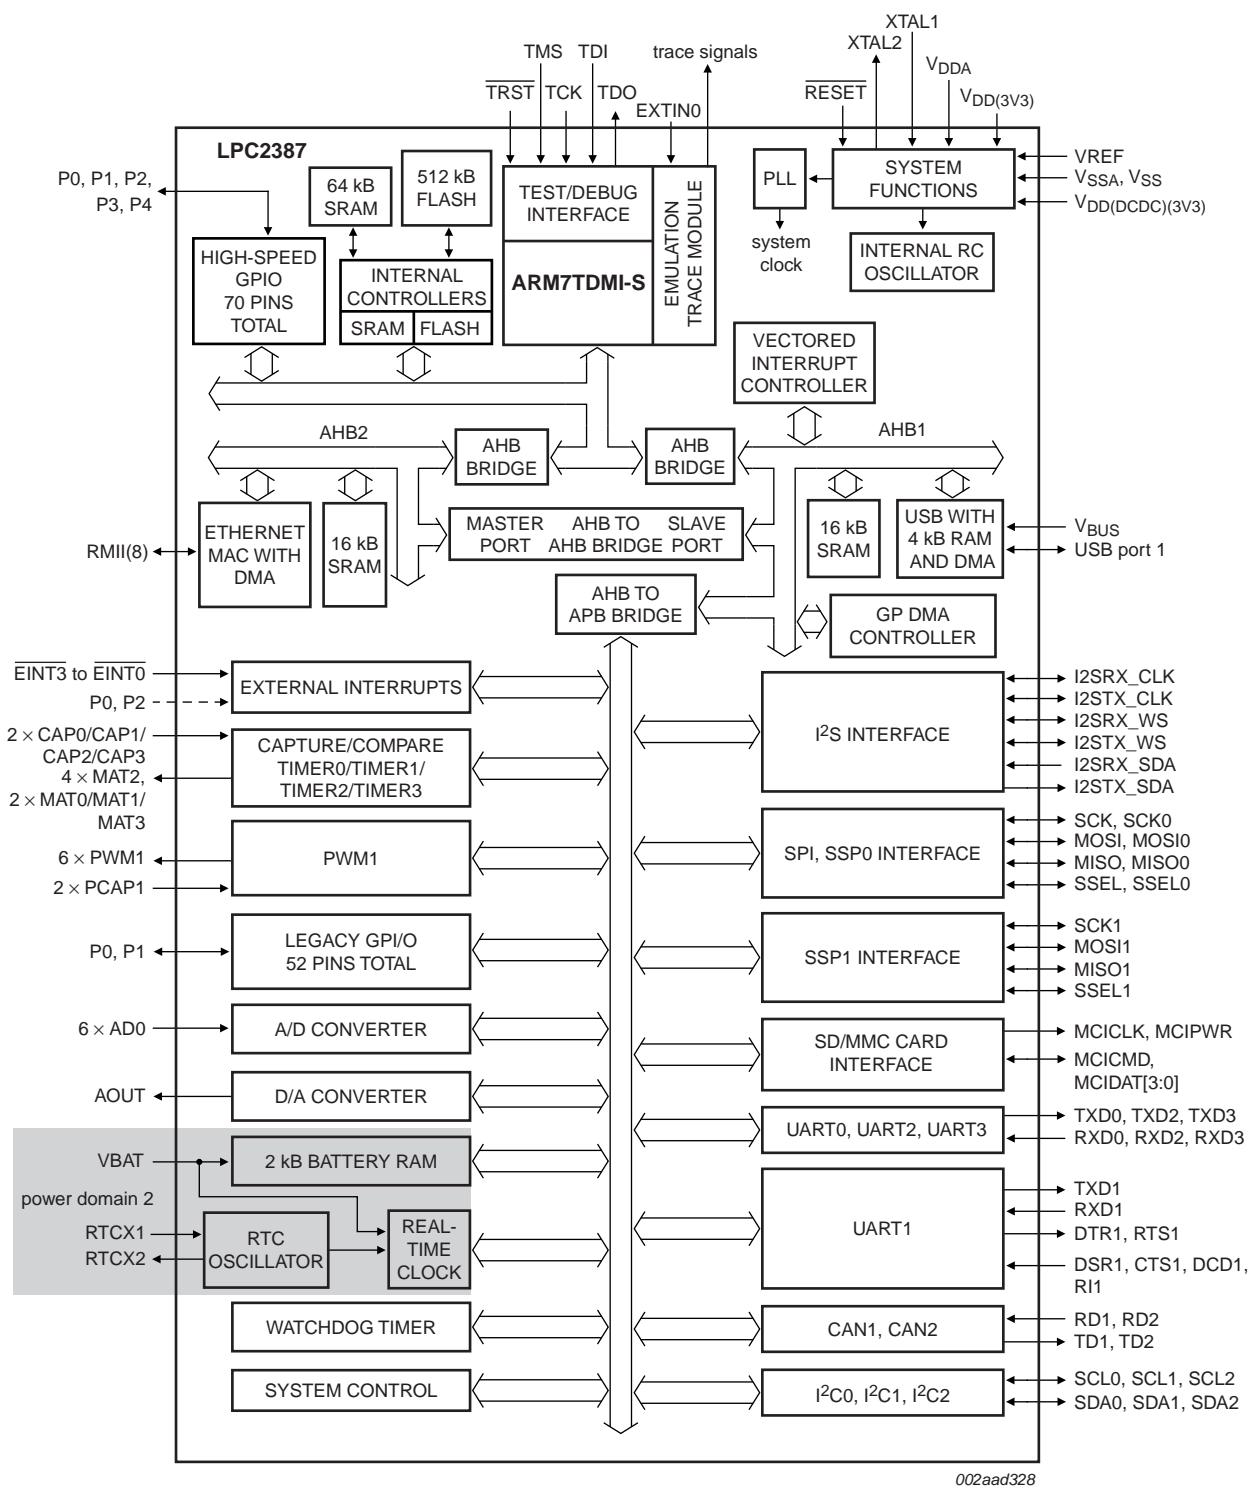 XTAL1
XTAL2
TMS TDI trace signals
VDDA
TRST TCK TDO
RESET
VDD(3V3)
EXTIN0
LPC2387
P0, P1, P2,
P3, P4
64 kB
SRAM
512 kB
FLASH
TEST/DEBUG
INTERFACE
EMULATION
TRACE MODULE
PLL
SYSTEM
FUNCTIONS
VREF
VSSA, VSS
VDD(DCDC)(3V3)
system
clock
INTERNAL RC
OSCILLATOR
HIGH-SPEED
GPIO
70 PINS
TOTAL
INTERNAL
CONTROLLERS
SRAM FLASH
ARM7TDMI-S
VECTORED
INTERRUPT
CONTROLLER
AHB2
AHB
BRIDGE
AHB
BRIDGE
AHB1
RMII(8)
ETHERNET
MAC WITH
DMA
16 kB
SRAM
MASTER
PORT
AHB TO
AHB BRIDGE
SLAVE
PORT
16 kB
SRAM
USB WITH
4 kB RAM
AND DMA
VBUS
USB port 1
AHB TO
APB BRIDGE
GP DMA
CONTROLLER
EINT3 to EINT0
P0, P2
EXTERNAL INTERRUPTS
2 × CAP0/CAP1/
CAP2/CAP3
4 × MAT2,
2 × MAT0/MAT1/
MAT3
CAPTURE/COMPARE
TIMER0/TIMER1/
TIMER2/TIMER3
6 × PWM1
2 × PCAP1
PWM1
P0, P1
LEGACY GPI/O
52 PINS TOTAL
6 × AD0
A/D CONVERTER
AOUT
D/A CONVERTER
VBAT
2 kB BATTERY RAM
power domain 2
RTCX1
RTCX2
RTC
OSCILLATOR
REAL-
TIME
CLOCK
WATCHDOG TIMER
SYSTEM CONTROL
I2S INTERFACE
I2SRX_CLK
I2STX_CLK
I2SRX_WS
I2STX_WS
I2SRX_SDA
I2STX_SDA
SPI, SSP0 INTERFACE
SCK, SCK0
MOSI, MOSI0
MISO, MISO0
SSEL, SSEL0
SSP1 INTERFACE
SCK1
MOSI1
MISO1
SSEL1
SD/MMC CARD
INTERFACE
MCICLK, MCIPWR
MCICMD,
MCIDAT[3:0]
UART0, UART2, UART3
TXD0, TXD2, TXD3
RXD0, RXD2, RXD3
UART1
TXD1
RXD1
DTR1, RTS1
DSR1, CTS1, DCD1,
RI1
CAN1, CAN2
RD1, RD2
TD1, TD2
I2C0, I2C1, I2C2
SCL0, SCL1, SCL2
SDA0, SDA1, SDA2
002aad328